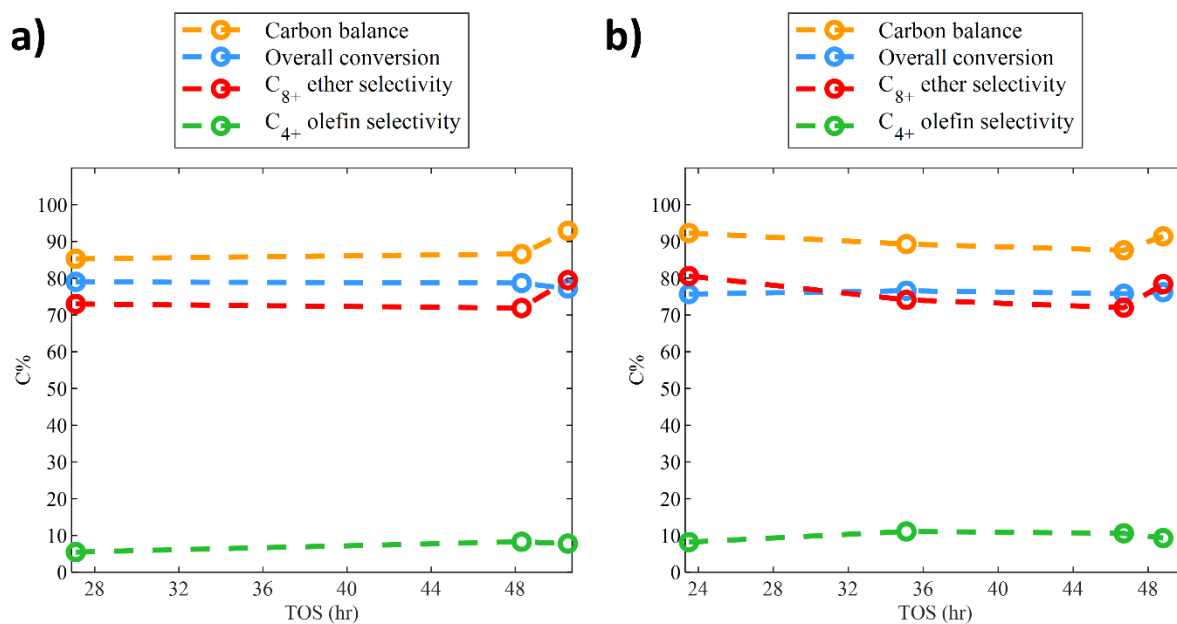 a)
Carbon balance
Overall conversion
C₈₊ ether selectivity
C₄₊ olefin selectivity
100
90
80
70
60
50
40
30
20
10
0
C%
28 32 36 40 44 48
TOS (hr)
b)
Carbon balance
Overall conversion
C₈₊ ether selectivity
C₄₊ olefin selectivity
100
90
80
70
60
50
40
30
20
10
0
C%
24 28 32 36 40 44 48
TOS (hr)